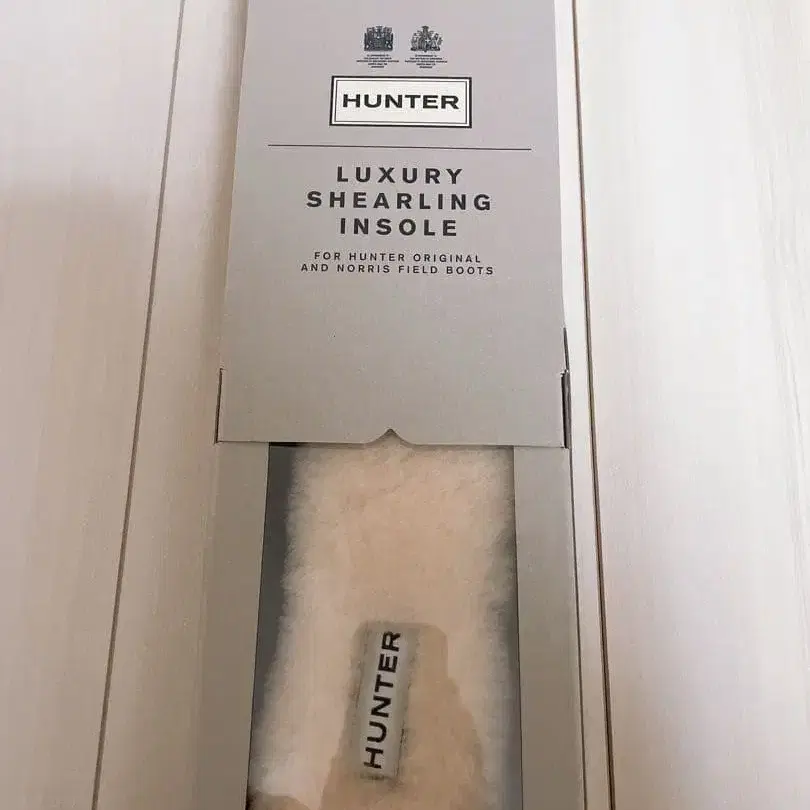 HUNTER
LUXURY
SHEARLING
INSOLE
FOR HUNTER ORIGINAL
AND NORRIS FIELD BOOTS
HUNTER